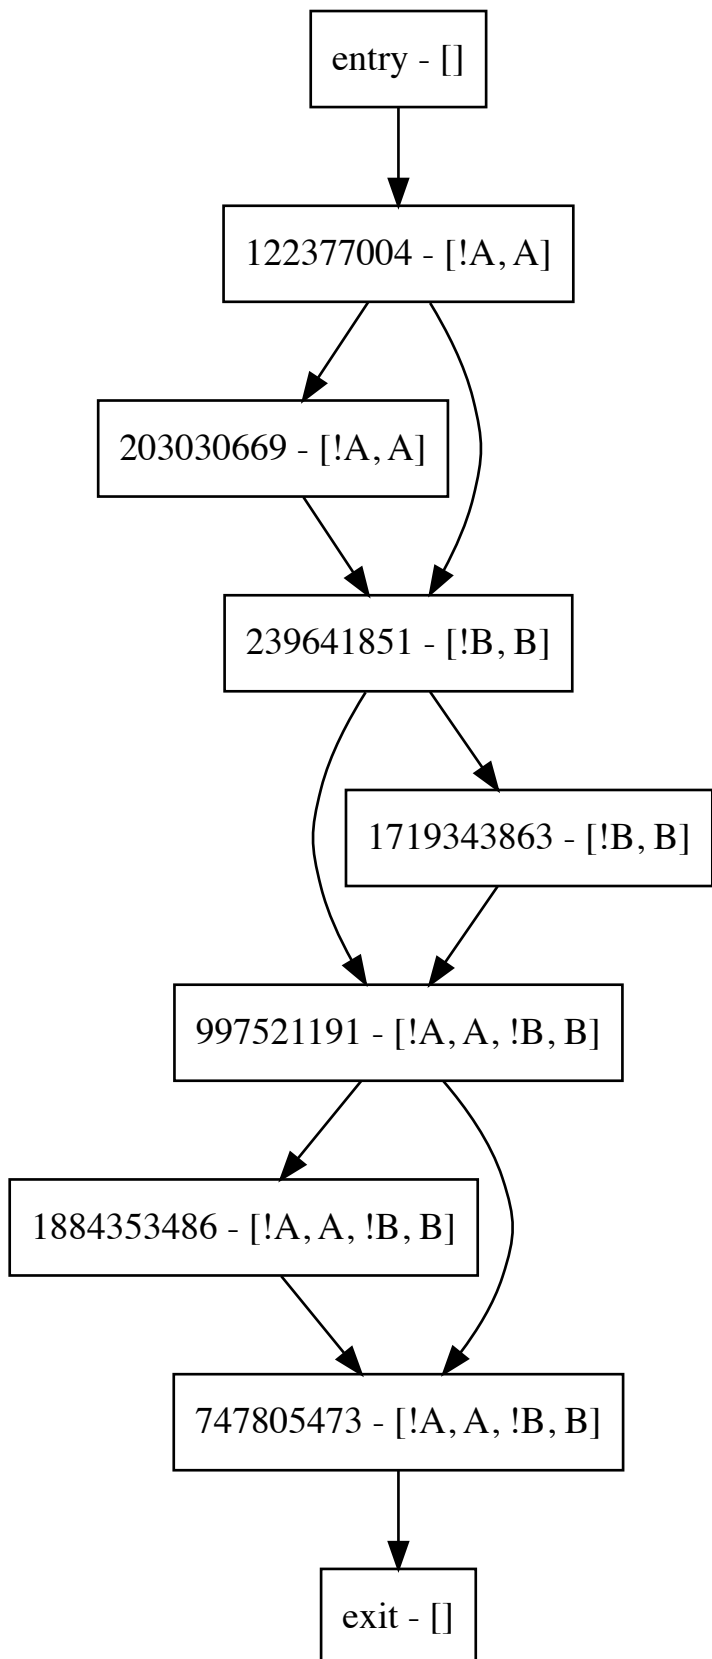 entry - []
122377004 - [!A, A]
203030669 - [!A, A]
239641851 - [!B, B]
1719343863 - [!B, B]
997521191 - [!A, A, !B, B]
1884353486 - [!A, A, !B, B]
747805473 - [!A, A, !B, B]
exit - []